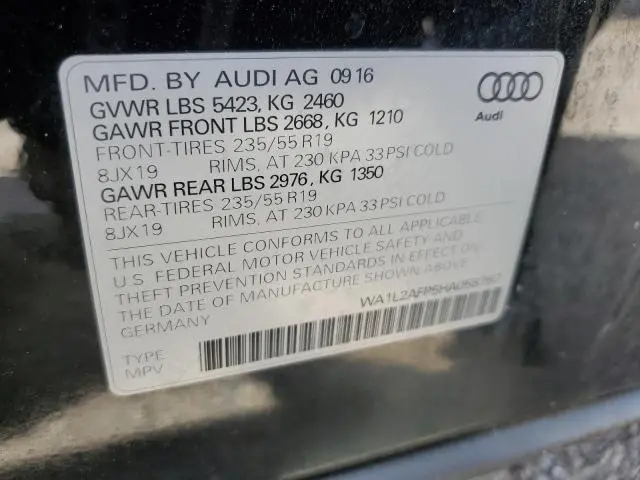 MFD. BY AUDI AG 0916
GVWR LBS 5423, KG 2460
GAWR FRONT LBS 2668, KG 1210
FRONT-TIRES 235/55 R19
8JX19 RIMS, AT 230 KPA 33 PSI COLD
GAWR REAR LBS 2976, KG 1350
REAR-TIRES 235/55 R19
8JX19 RIMS, AT 230 KPA 33 PSI COLD
THIS VEHICLE CONFORMS TO ALL APPLICABLE
U.S. FEDERAL MOTOR VEHICLE SAFETY AND
THEFT PREVENTION STANDARDS IN EFFECT ON
THE DATE OF MANUFACTURE SHOWN ABOVE.
GERMANY
TYPE
MPV
Audi